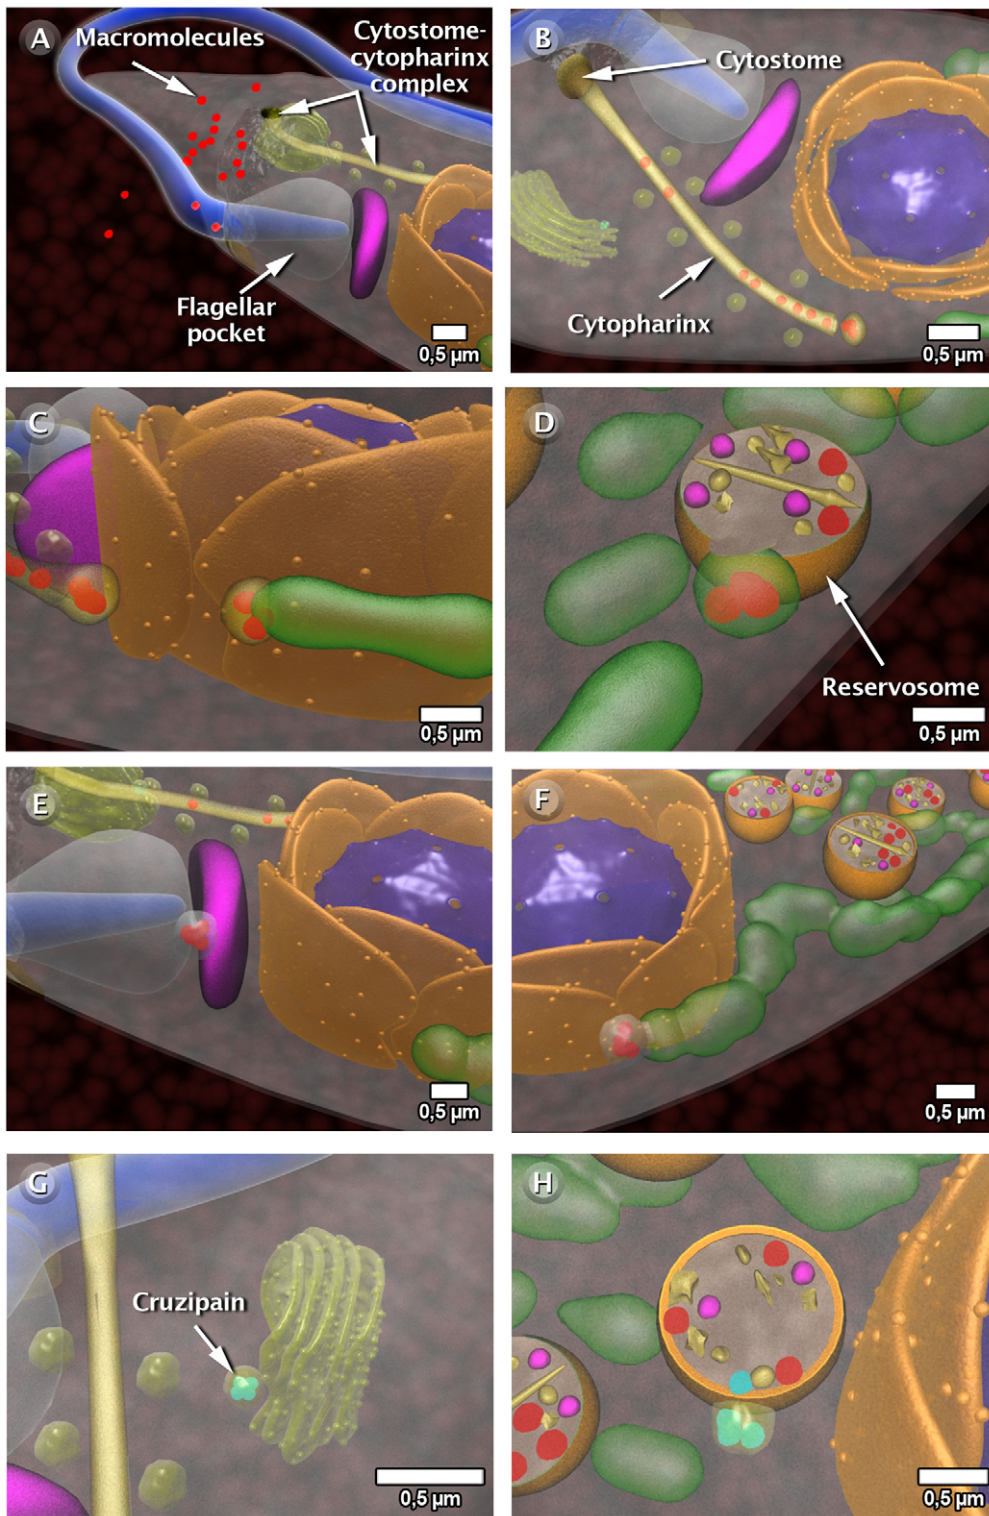 A
Macromolecules
Cytostome-
cytopharinx
complex
Flagellar
pocket
0,5 µm
B
Cytostome
Cytopharinx
0,5 µm
C
0,5 µm
D
Reservosome
0,5 µm
E
0,5 µm
F
0,5 µm
G
Cruzipain
0,5 µm
H
0,5 µm